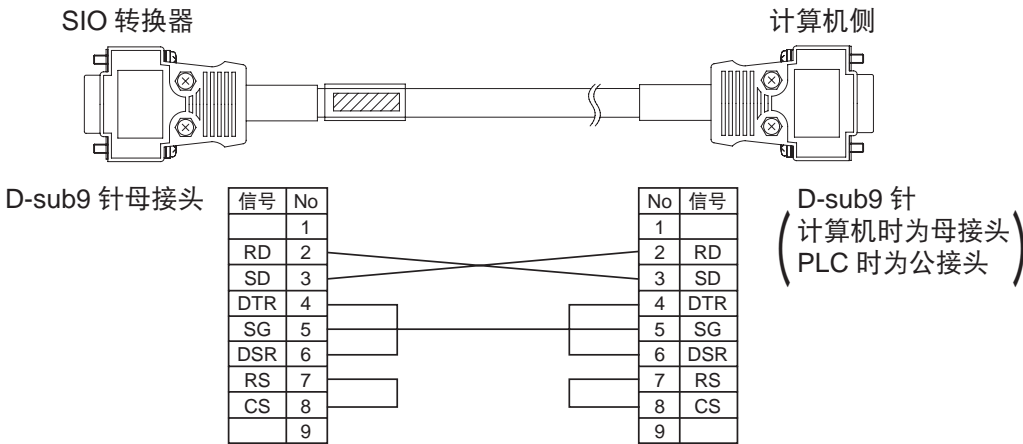 SIO 转换器
计算机侧
D-sub9 针母接头
信号 No
1
RD 2
SD 3
DTR 4
SG 5
DSR 6
RS 7
CS 8
9
No 信号
1
2 RD
3 SD
4 DTR
5 SG
6 DSR
7 RS
8 CS
9
D-sub9 针
(计算机时为母接头
PLC 时为公接头)